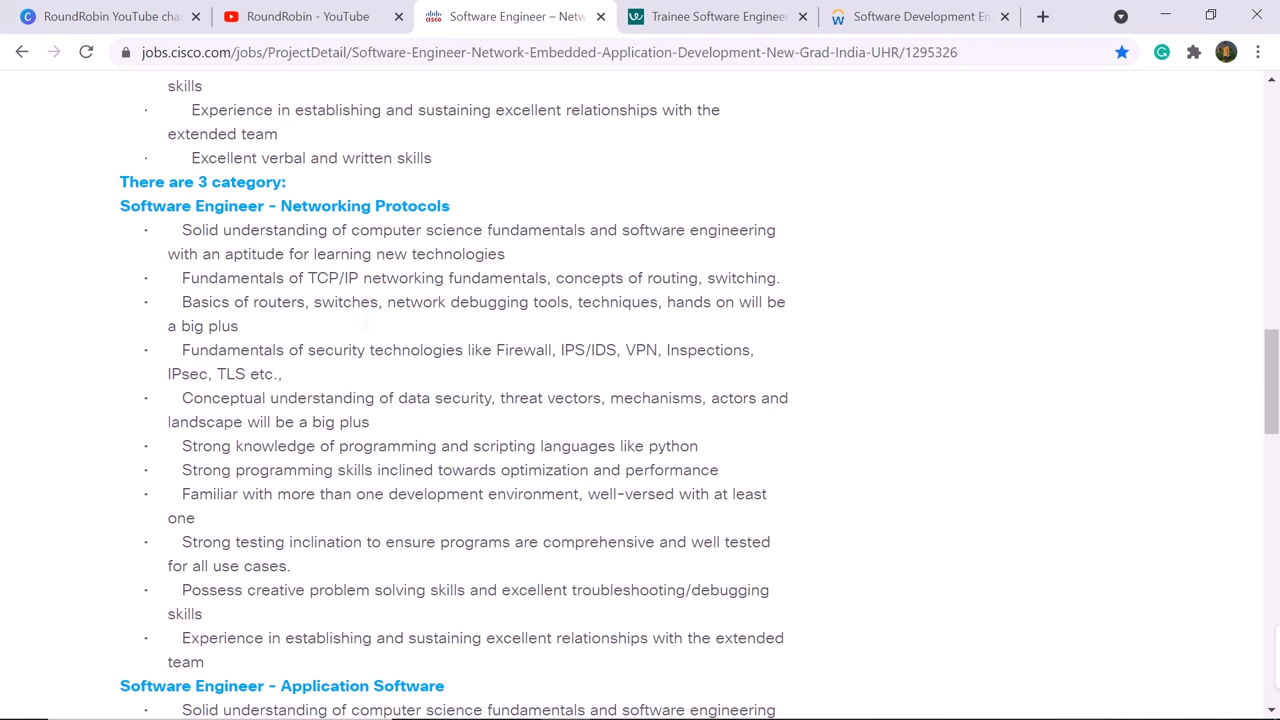 RoundRobin YouTube cha
RoundRobin - YouTube
Software Engineer – Netw
Trainee Software Engineer
Software Development En
jobs.cisco.com/jobs/ProjectDetail/Software-Engineer-Network-Embedded-Application-Development-New-Grad-India-UHR/1295326
skills
· Experience in establishing and sustaining excellent relationships with the
extended team
· Excellent verbal and written skills
There are 3 category:
Software Engineer - Networking Protocols
· Solid understanding of computer science fundamentals and software engineering
with an aptitude for learning new technologies
· Fundamentals of TCP/IP networking fundamentals, concepts of routing, switching.
· Basics of routers, switches, network debugging tools, techniques, hands on will be
a big plus
· Fundamentals of security technologies like Firewall, IPS/IDS, VPN, Inspections,
IPsec, TLS etc.,
· Conceptual understanding of data security, threat vectors, mechanisms, actors and
landscape will be a big plus
· Strong knowledge of programming and scripting languages like python
· Strong programming skills inclined towards optimization and performance
· Familiar with more than one development environment, well-versed with at least
one
· Strong testing inclination to ensure programs are comprehensive and well tested
for all use cases.
· Possess creative problem solving skills and excellent troubleshooting/debugging
skills
· Experience in establishing and sustaining excellent relationships with the extended
team
Software Engineer - Application Software
· Solid understanding of computer science fundamentals and software engineering